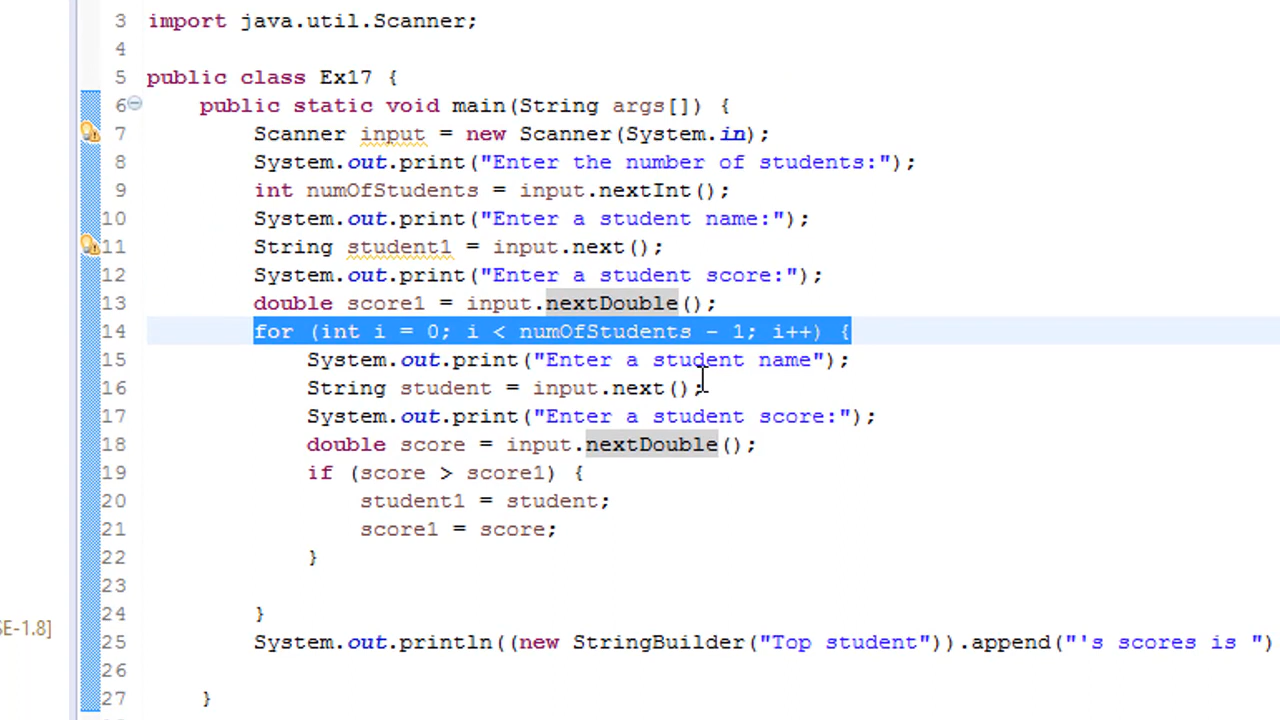 3 import java.util.Scanner;
4
5 public class Ex17 {
6 public static void main(String args[]) {
7 Scanner input = new Scanner(System.in);
8 System.out.print("Enter the number of students:");
9 int numOfStudents = input.nextInt();
10 System.out.print("Enter a student name:");
11 String student1 = input.next();
12 System.out.print("Enter a student score:");
13 double score1 = input.nextDouble();
14 for (int i = 0; i < numOfStudents - 1; i++) {
15 System.out.print("Enter a student name");
16 String student = input.next();
17 System.out.print("Enter a student score:");
18 double score = input.nextDouble();
19 if (score > score1) {
20 student1 = student;
21 score1 = score;
22 }
23
24 }
SE-1.8]
25 System.out.println((new StringBuilder("Top student")).append("'s scores is ")
26
27 }